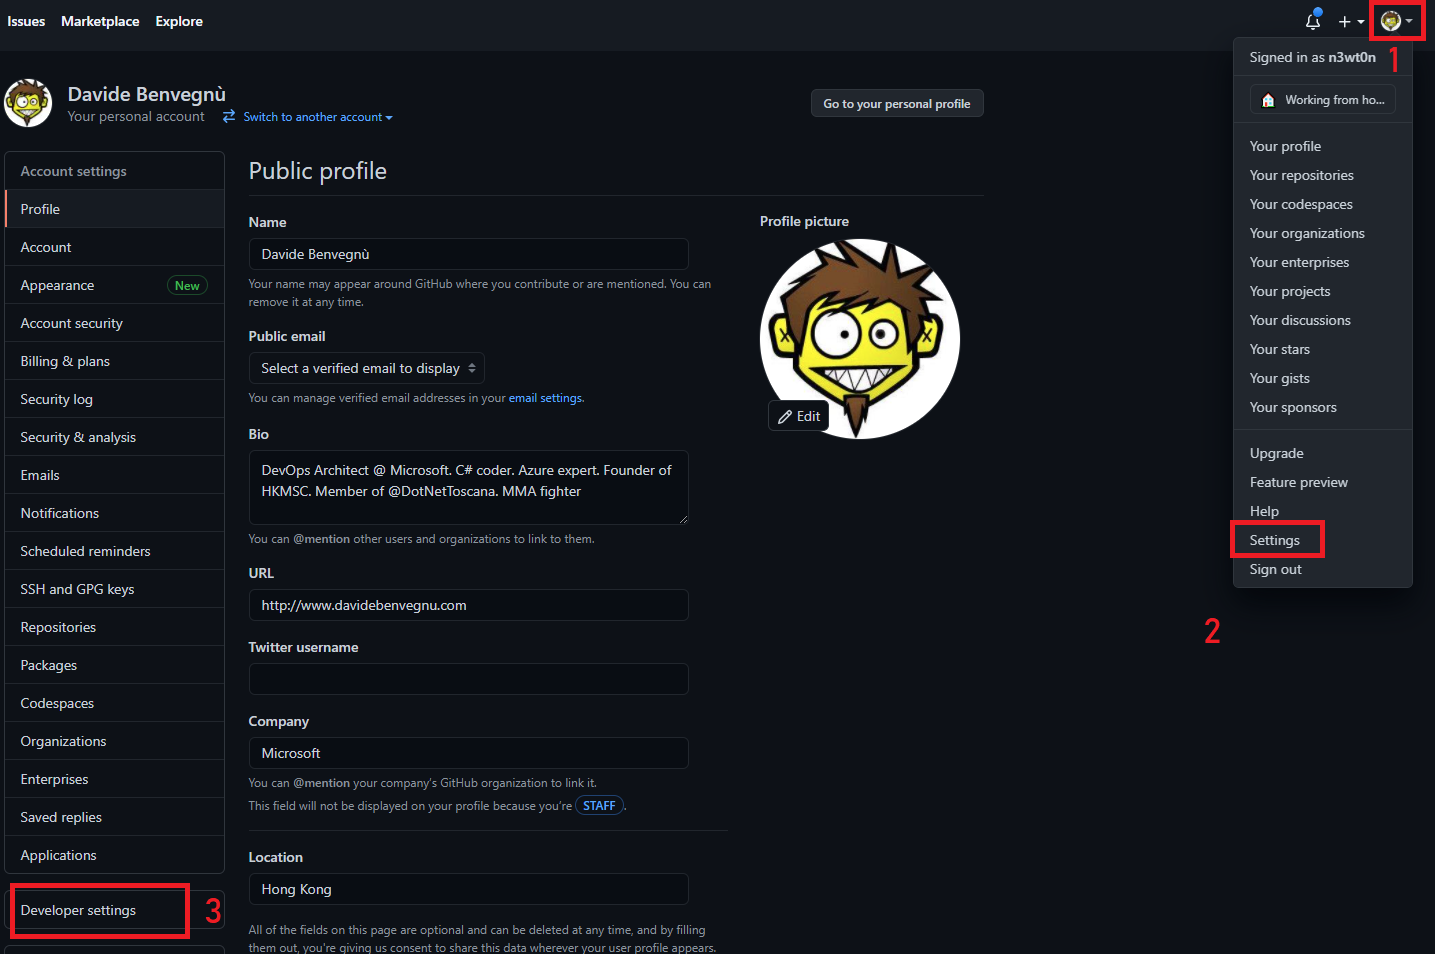 Issues Marketplace Explore
1
Signed in as n3wt0n
Working from ho...
Your profile
Your repositories
Your codespaces
Your organizations
Your enterprises
Your projects
Your discussions
Your stars
Your gists
Your sponsors
Upgrade
Feature preview
Help
Settings
Sign out
2
Davide Benvegnù
Your personal account
Switch to another account
Go to your personal profile
Account settings
Profile
Account
Appearance New
Account security
Billing & plans
Security log
Security & analysis
Emails
Notifications
Scheduled reminders
SSH and GPG keys
Repositories
Packages
Codespaces
Organizations
Enterprises
Saved replies
Applications
Developer settings
3
Public profile
Name
Davide Benvegnù
Your name may appear around GitHub where you contribute or are mentioned. You can
remove it at any time.
Public email
Select a verified email to display
You can manage verified email addresses in your email settings.
Bio
DevOps Architect @ Microsoft. C# coder. Azure expert. Founder of
HKMSC. Member of @DotNetToscana. MMA fighter
You can @mention other users and organizations to link to them.
URL
http://www.davidebenvegnu.com
Twitter username
Company
Microsoft
You can @mention your company's GitHub organization to link it.
This field will not be displayed on your profile because you're STAFF.
Location
Hong Kong
All of the fields on this page are optional and can be deleted at any time, and by filling
them out, you're giving us consent to share this data wherever your user profile appears.
Profile picture
Edit